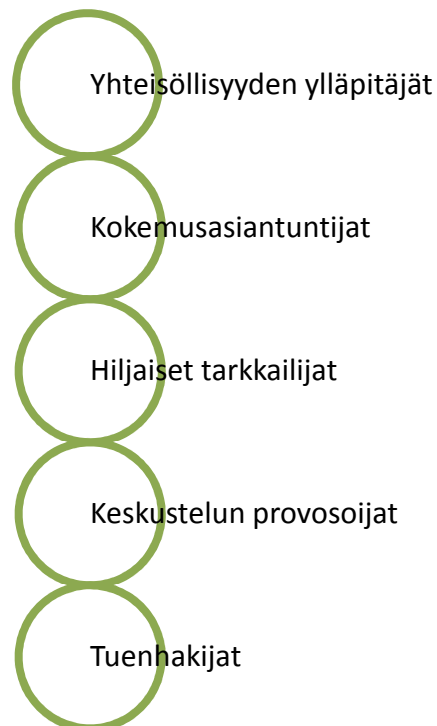 Yhteisöllisyyden ylläpitäjät
Kokemusasiantuntijat
Hiljaiset tarkkailijat
Keskustelun provosoijat
Tuenhakijat